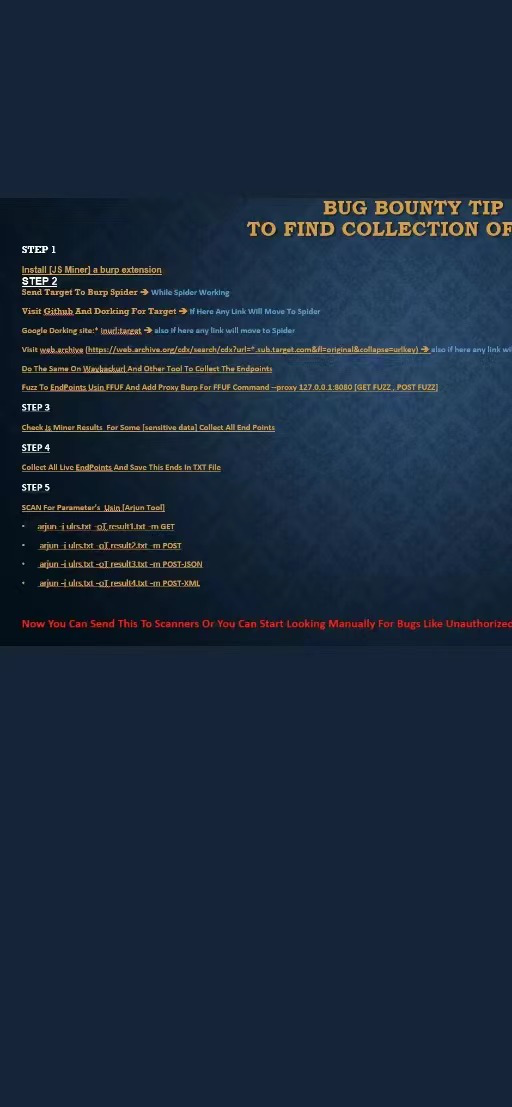 BUG BOUNTY TIP
TO FIND COLLECTION OF
STEP 1
Install [JS Miner] a burp extension
STEP 2
Send Target To Burp Spider ➔ While Spider Working
Visit Github And Dorking For Target ➔ If Here Any Link Will Move To Spider
Google Dorking site:* inurl:target ➔ also if here any link will move to Spider
Visit web.archive (https://web.archive.org/cdx/search/cdx?url=*.sub.target.com&fl=original&collapse=urlkey) ➔ also if here any link wi
Do The Same On Waybackurl And Other Tool To Collect The Endpoints
Fuzz To EndPoints Usin FFUF And Add Proxy Burp For FFUF Command --proxy 127.0.0.1:8080 [GET FUZZ , POST FUZZ]
STEP 3
Check Js Miner Results For Some [sensitive data] Collect All End Points
STEP 4
Collect All Live EndPoints And Save This Ends In TXT File
STEP 5
SCAN For Parameter's Usin [Arjun Tool]
• arjun -i ulrs.txt -oT result1.txt -m GET
• arjun -i ulrs.txt -oT result2.txt -m POST
• arjun -i ulrs.txt -oT result3.txt -m POST-JSON
• arjun -i ulrs.txt -oT result4.txt -m POST-XML
Now You Can Send This To Scanners Or You Can Start Looking Manually For Bugs Like Unauthorized